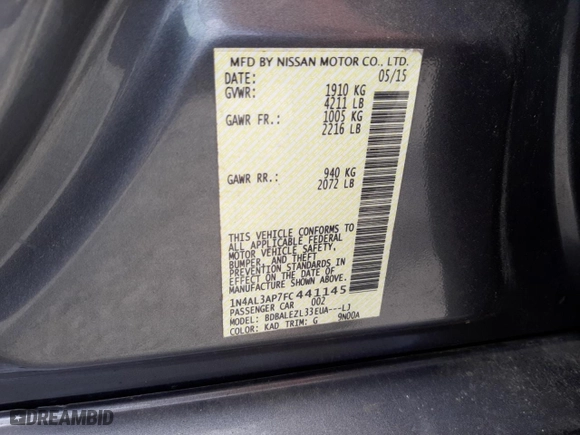 MFD BY NISSAN MOTOR CO., LTD.
DATE: 05/15
GVWR: 1910 KG
4211 LB
GAWR FR.: 1005 KG
2216 LB
GAWR RR.: 940 KG
2072 LB
THIS VEHICLE CONFORMS TO
ALL APPLICABLE FEDERAL
MOTOR VEHICLE SAFETY,
BUMPER, AND THEFT
PREVENTION STANDARDS IN
EFFECT ON THE DATE OF
MANUFACTURE SHOWN ABOVE.
1N4AL3AP7FC441145
PASSENGER CAR 002
MODEL: BDBALEZL33EUA---LJ
COLOR: KAD TRIM: G 9N00A
DREAMBID